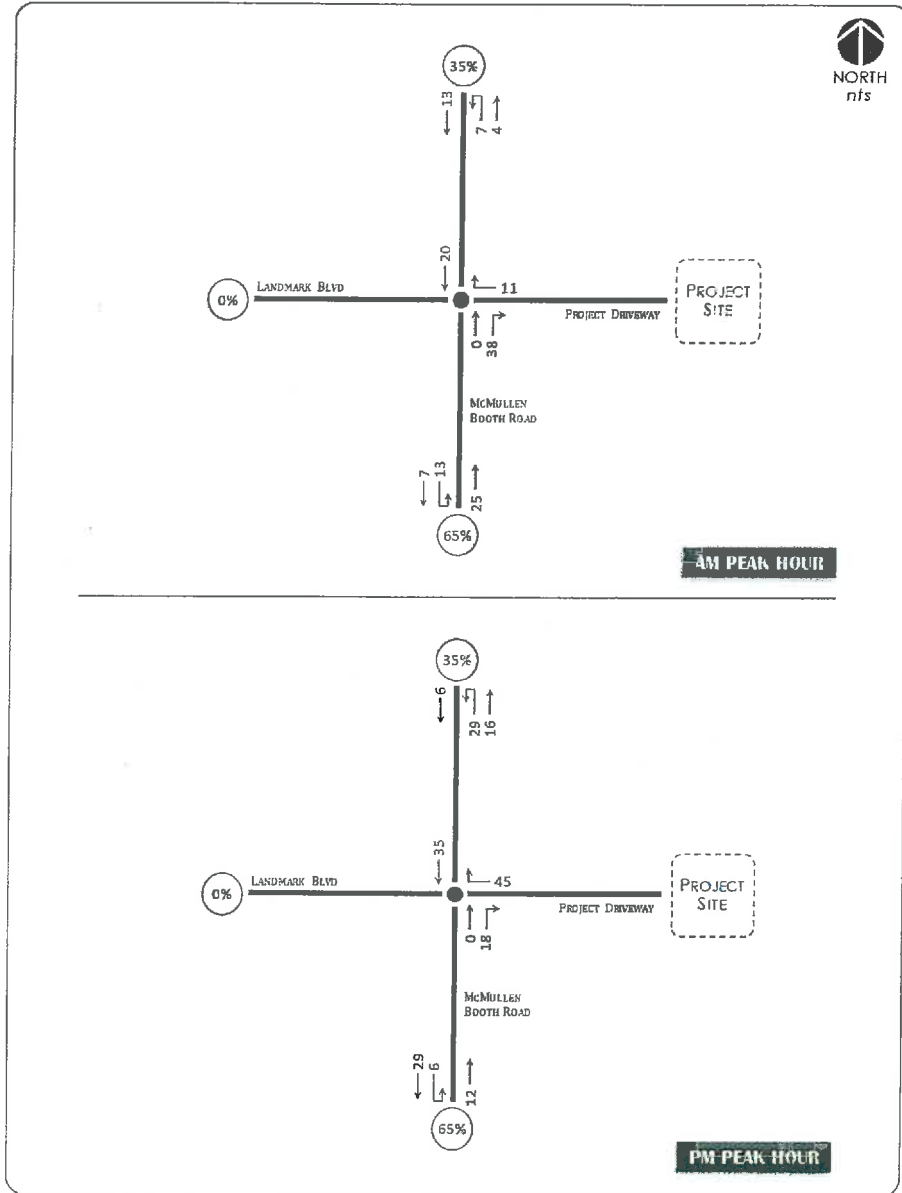 NORTH
nts
35%
13
7
4
20
LANDMARK BLVD
0%
11
PROJECT DRIVEWAY
PROJECT
SITE
0
38
MCMULLEN
BOOTH ROAD
7
13
25
65%
AM PEAK HOUR
35%
6
29
16
35
LANDMARK BLVD
0%
45
PROJECT DRIVEWAY
PROJECT
SITE
0
18
MCMULLEN
BOOTH ROAD
29
6
12
65%
PM PEAK HOUR